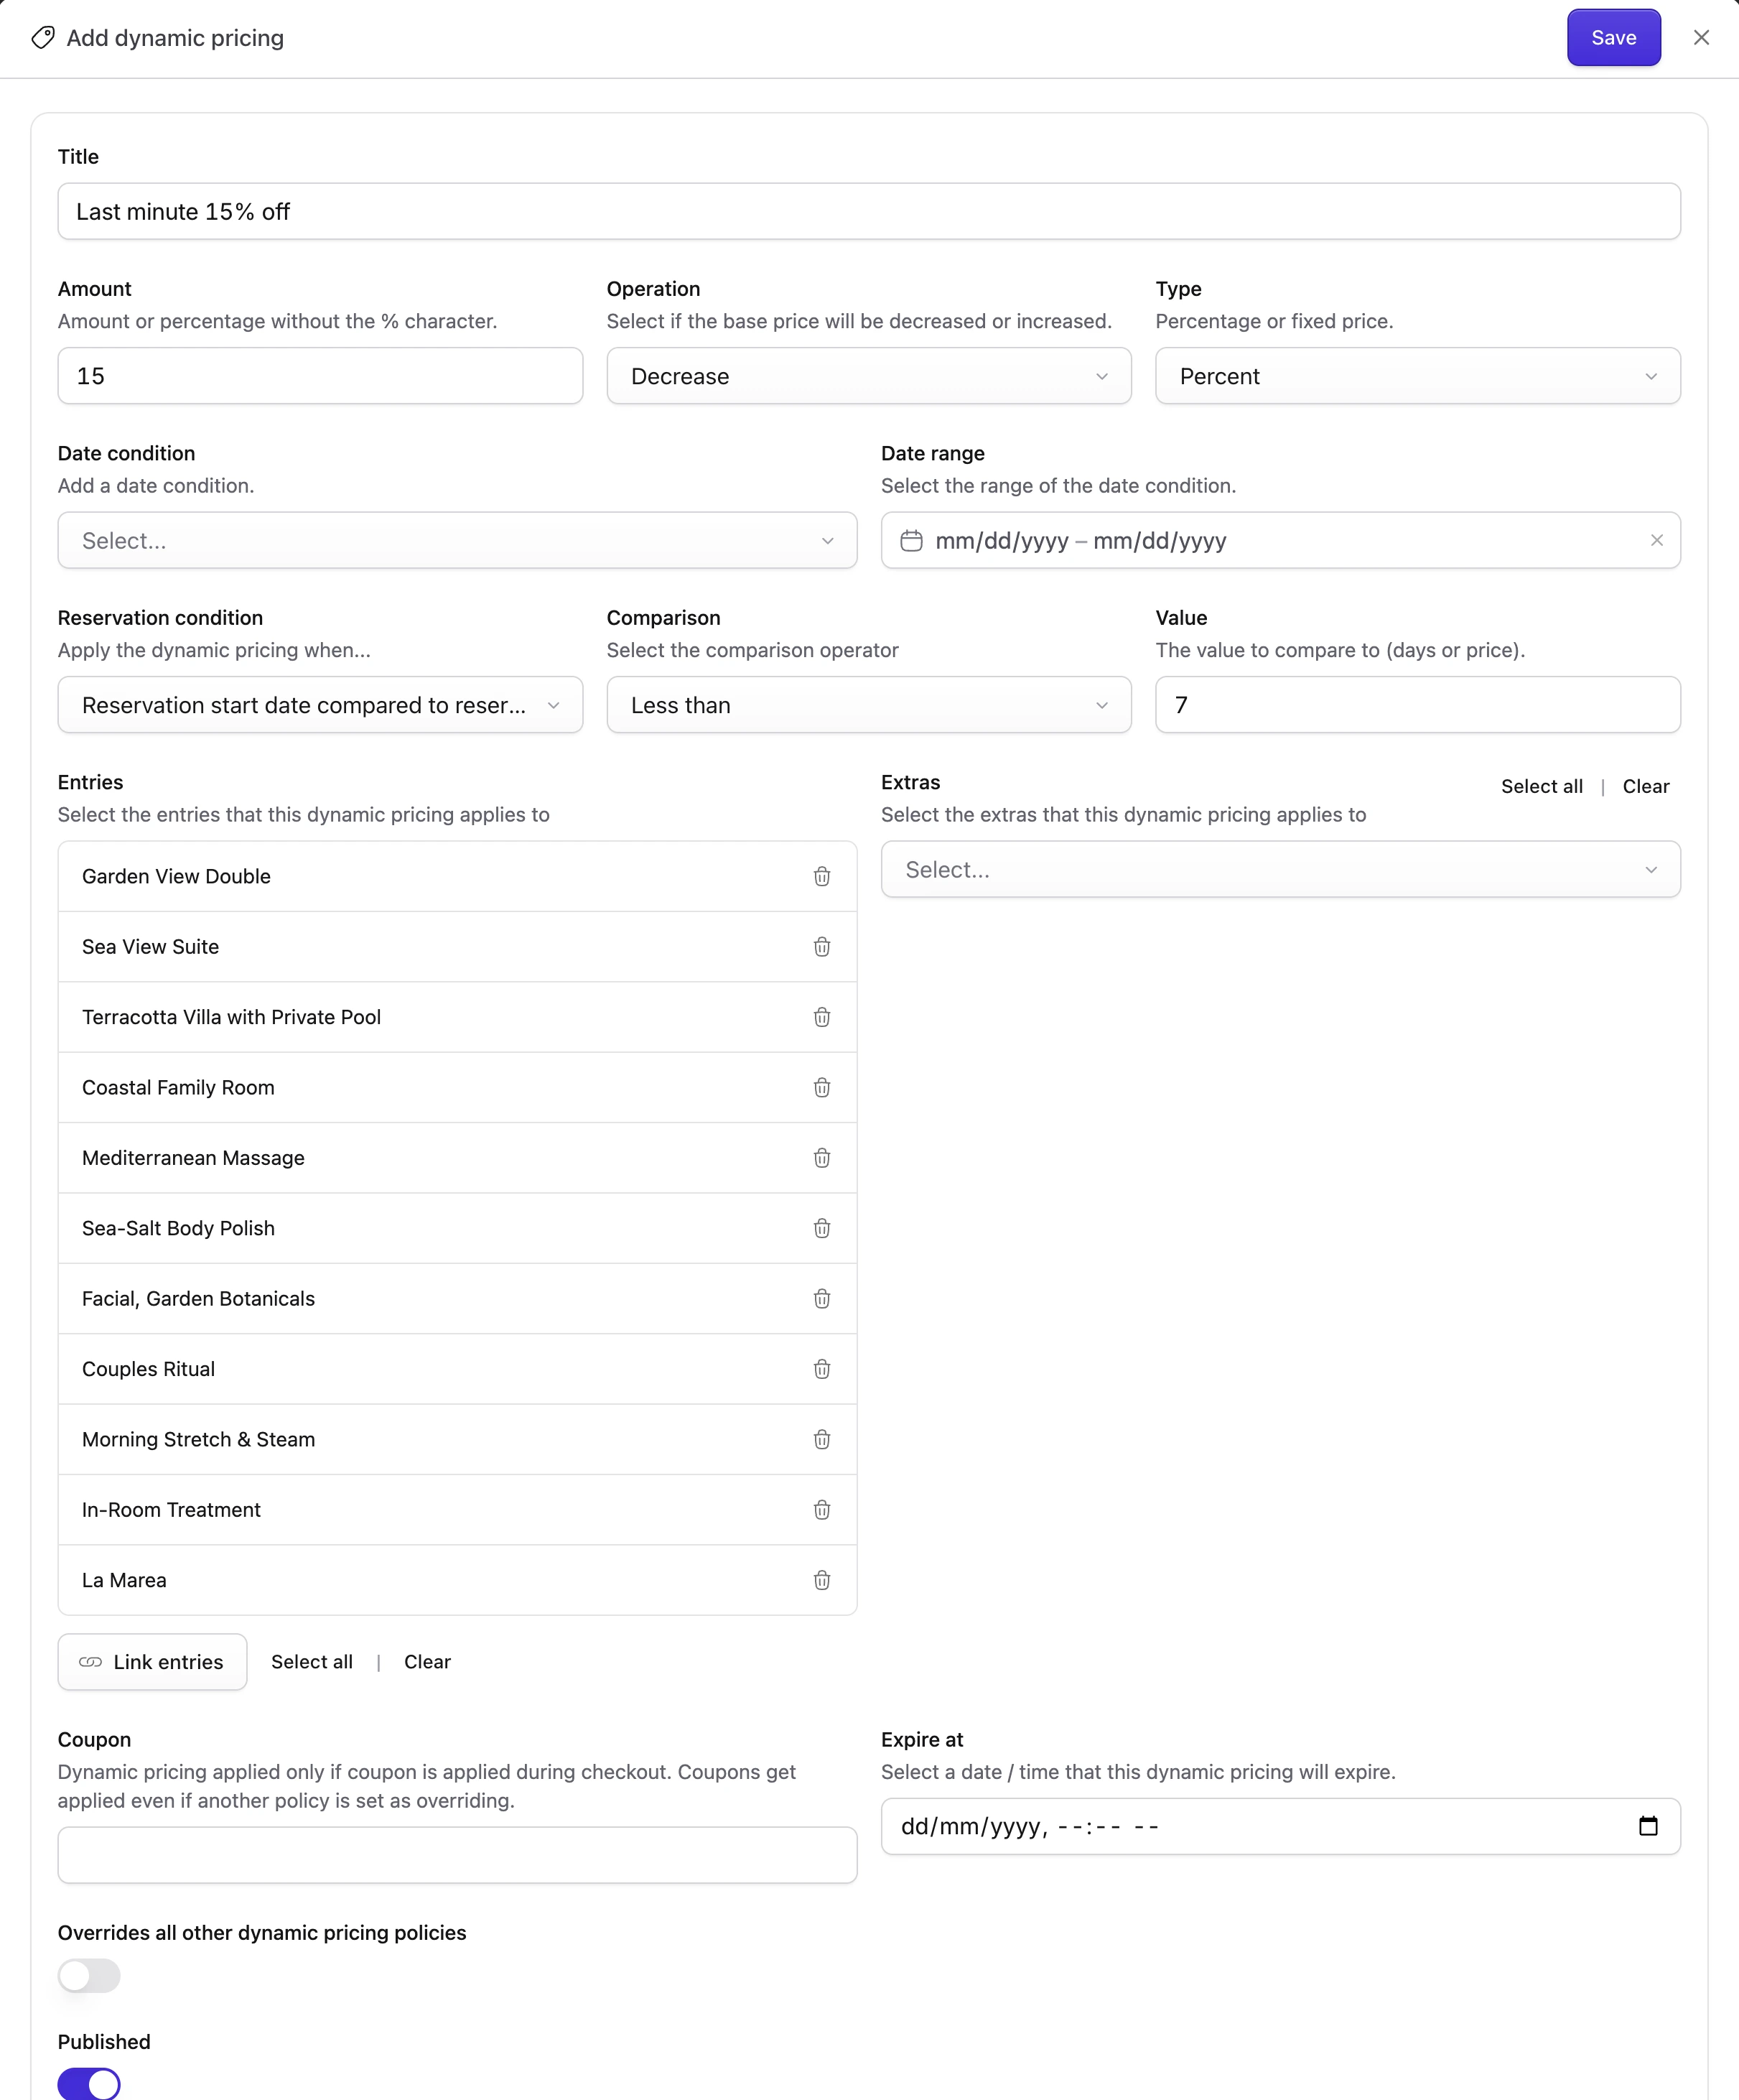 Add dynamic pricing
Save
Title
Last minute 15% off
Amount
Operation
Type
Amount or percentage without the % character.
Select if the base price will be decreased or increased.
Percentage or fixed price.
15
Decrease
Percent
Date condition
Date range
Add a date condition.
Select the range of the date condition.
Select...
mm/dd/yyyy – mm/dd/yyyy
Reservation condition
Comparison
Value
Apply the dynamic pricing when...
Select the comparison operator
The value to compare to (days or price).
Reservation start date compared to reser...
Less than
7
Entries
Extras
Select all | Clear
Select the entries that this dynamic pricing applies to
Select the extras that this dynamic pricing applies to
Select...
Garden View Double
Sea View Suite
Terracotta Villa with Private Pool
Coastal Family Room
Mediterranean Massage
Sea-Salt Body Polish
Facial, Garden Botanicals
Couples Ritual
Morning Stretch & Steam
In-Room Treatment
La Marea
Link entries
Select all | Clear
Coupon
Expire at
Dynamic pricing applied only if coupon is applied during checkout. Coupons get
applied even if another policy is set as overriding.
Select a date / time that this dynamic pricing will expire.
dd/mm/yyyy, --:-- --
Overrides all other dynamic pricing policies
Published